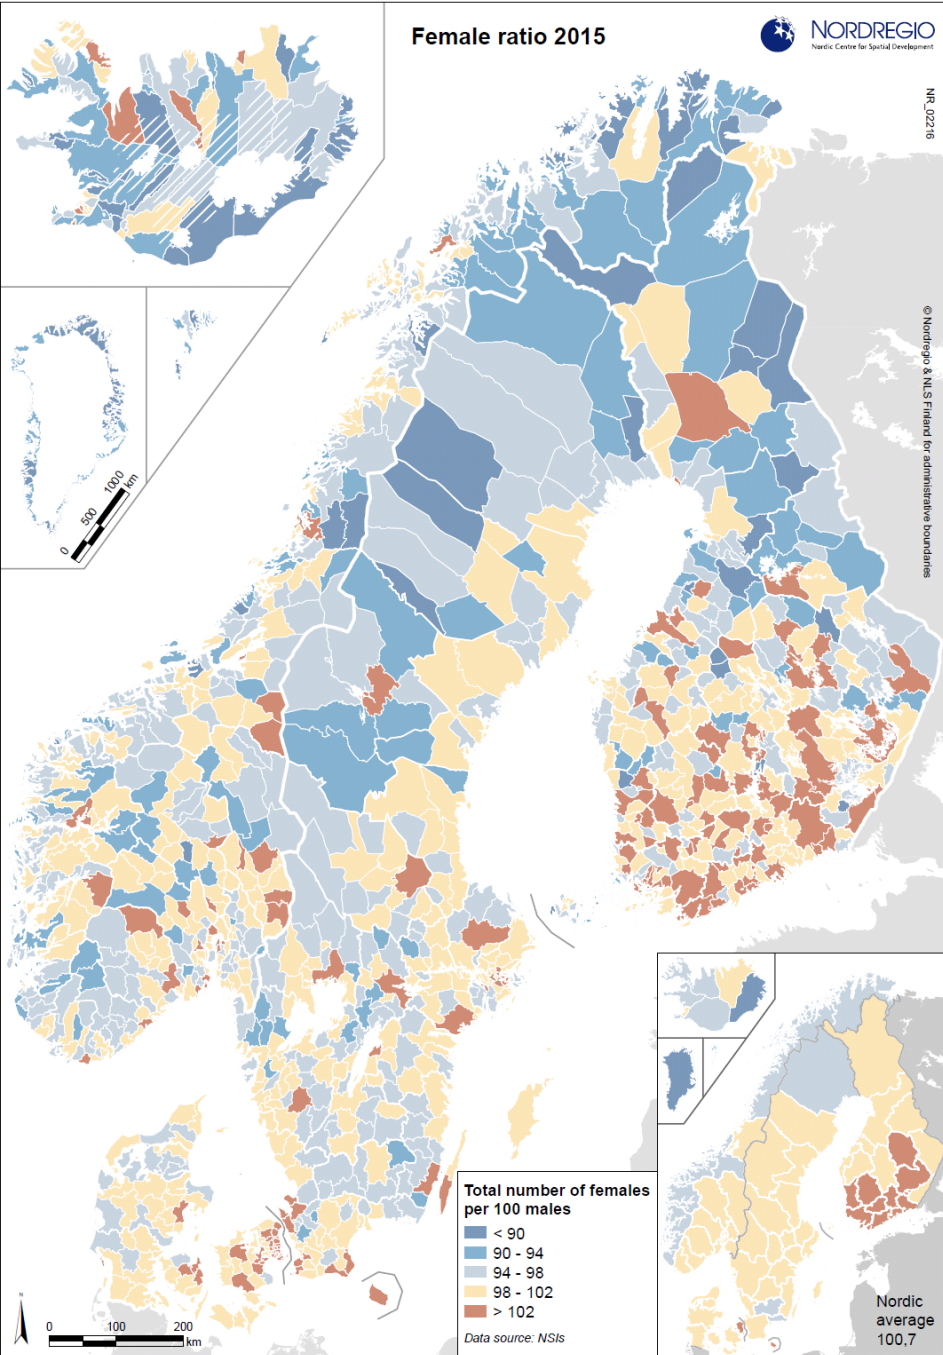 Female ratio 2015
NORDREGIO
Nordic Centre for Spatial Development
NR_02216
© Nordregio & NLS Finland for administrative boundaries
0 500 1000
km
Total number of females
per 100 males
< 90
90 - 94
94 - 98
98 - 102
> 102
Data source: NSIs
N
0 100 200
km
Nordic
average
100,7